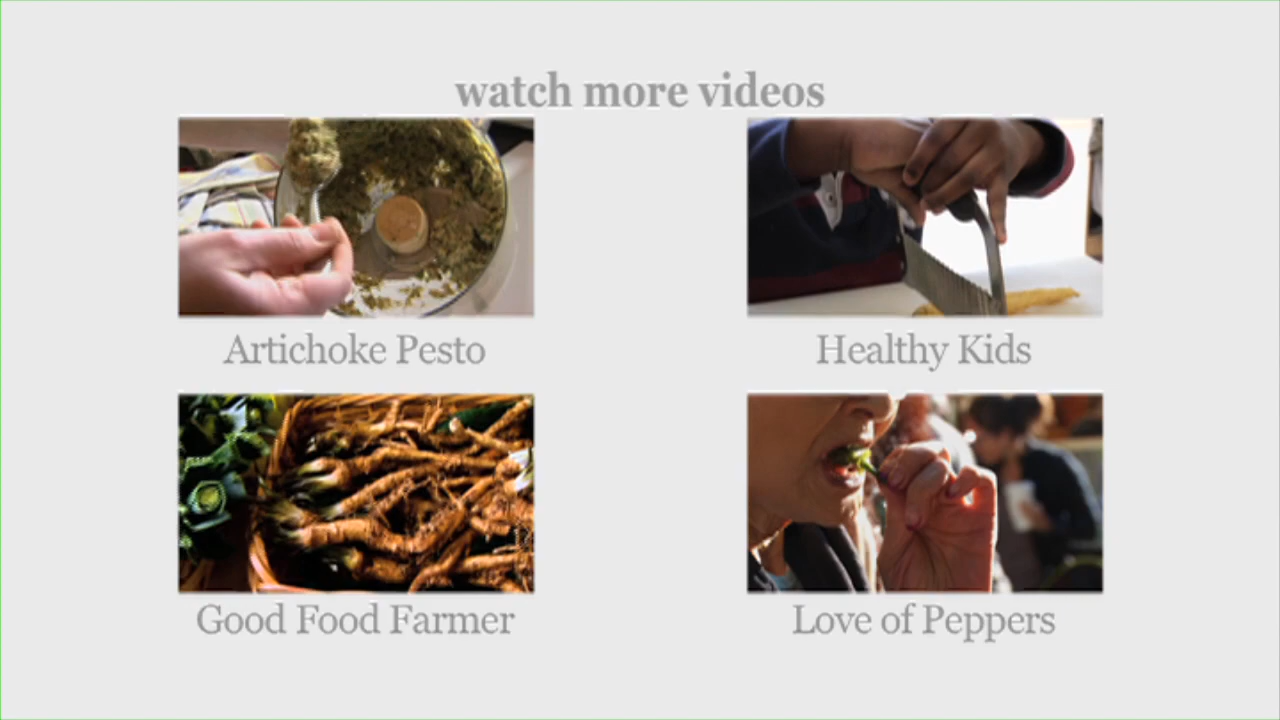 watch more videos
Artichoke Pesto
Healthy Kids
Good Food Farmer
Love of Peppers